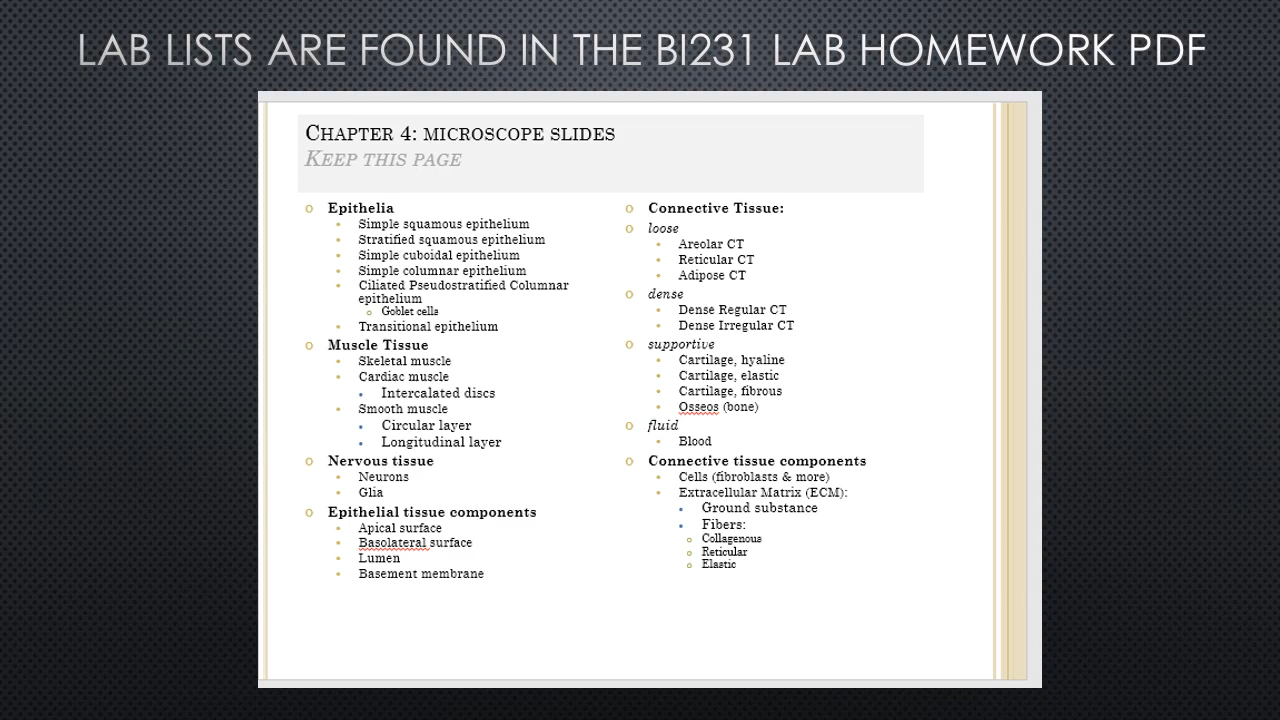 LAB LISTS ARE FOUND IN THE BI231 LAB HOMEWORK PDF
CHAPTER 4: MICROSCOPE SLIDES
KEEP THIS PAGE
Epithelia
Simple squamous epithelium
Stratified squamous epithelium
Simple cuboidal epithelium
Simple columnar epithelium
Ciliated Pseudostratified Columnar
epithelium
Goblet cells
Transitional epithelium
Muscle Tissue
Skeletal muscle
Cardiac muscle
Intercalated discs
Smooth muscle
Circular layer
Longitudinal layer
Nervous tissue
Neurons
Glia
Epithelial tissue components
Apical surface
Basolateral surface
Lumen
Basement membrane
Connective Tissue:
loose
Areolar CT
Reticular CT
Adipose CT
dense
Dense Regular CT
Dense Irregular CT
supportive
Cartilage, hyaline
Cartilage, elastic
Cartilage, fibrous
Osseos (bone)
fluid
Blood
Connective tissue components
Cells (fibroblasts & more)
Extracellular Matrix (ECM):
Ground substance
Fibers:
Collagenous
Reticular
Elastic